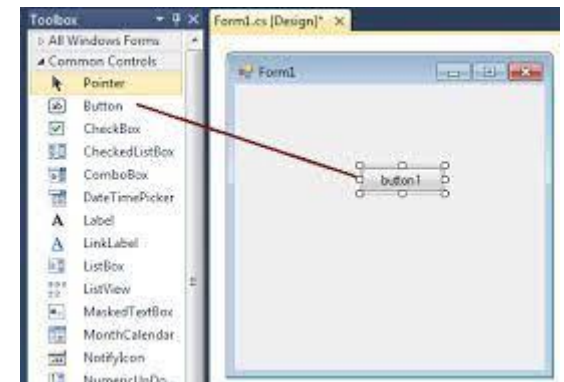 Toolbox
Form1.cs [Design]*
All Windows Forms
Common Controls
Pointer
Button
CheckBox
CheckedListBox
ComboBox
DateTimePicker
Label
LinkLabel
ListBox
ListView
MaskedTextBox
MonthCalendar
NotifyIcon
NumericUpDo...
Form1
button1